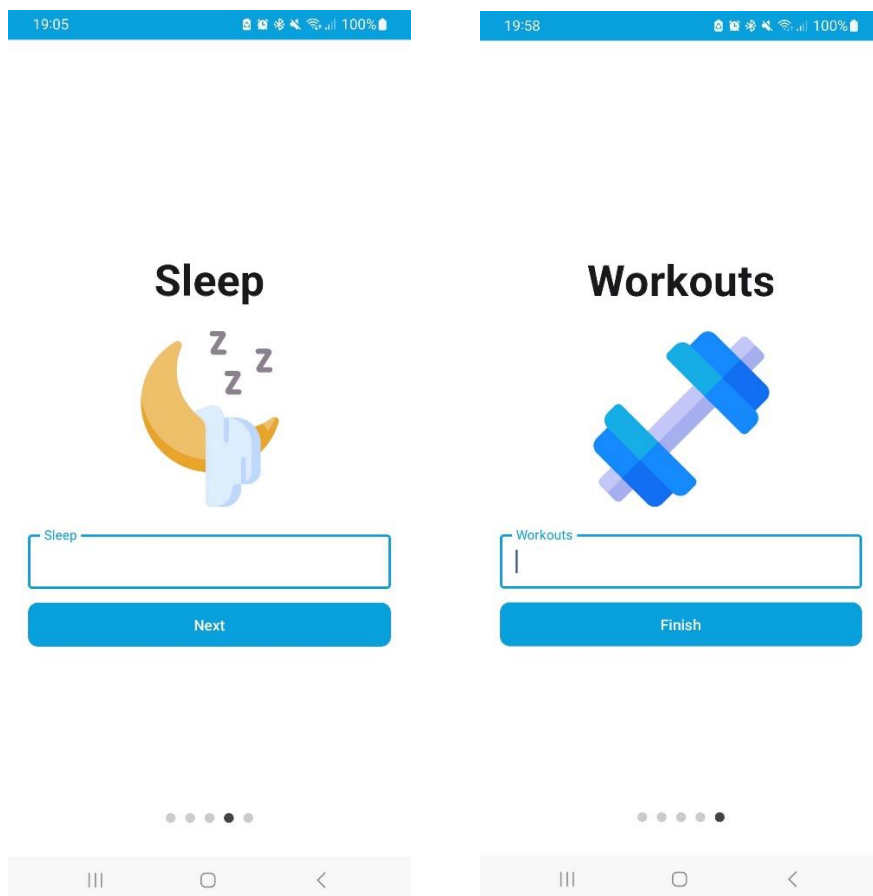 19:05 100%
Sleep
z z z
Sleep
Next
19:58 100%
Workouts
Workouts
Finish